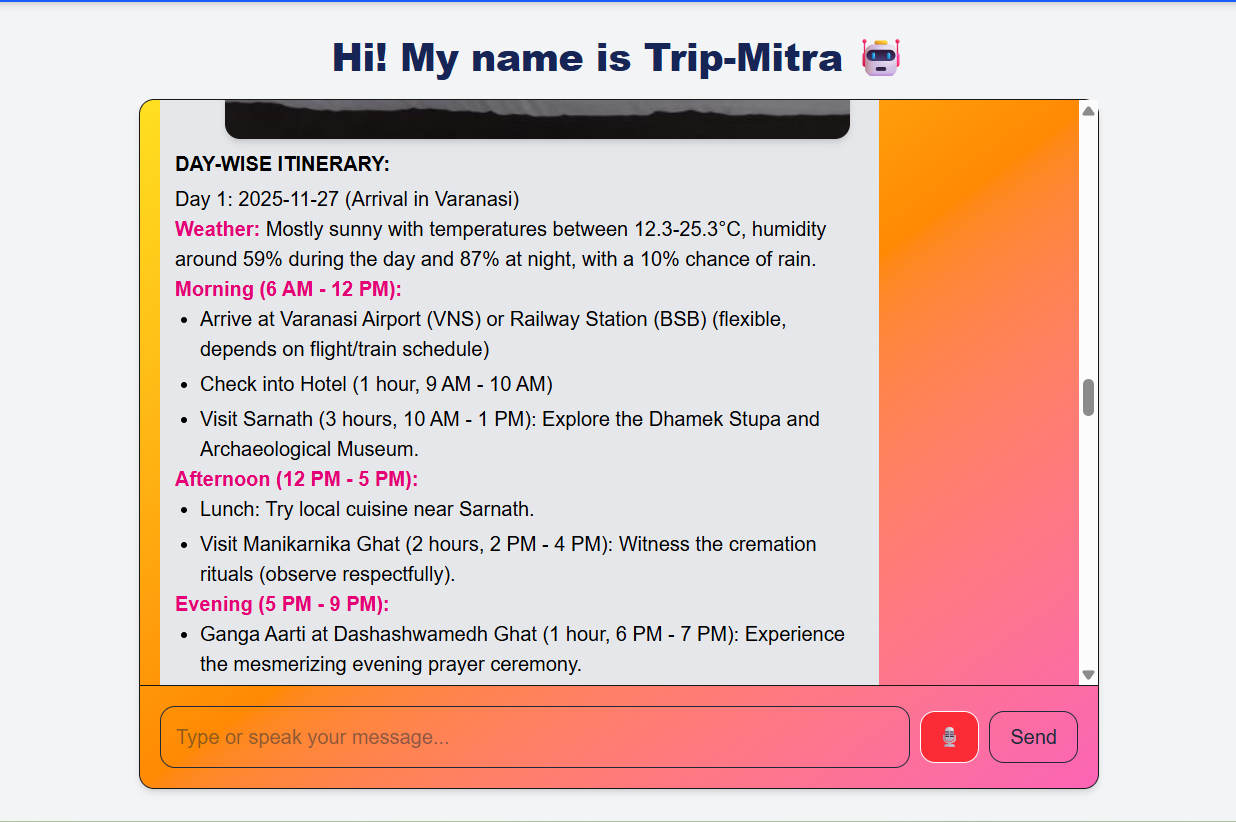 Hi! My name is Trip-Mitra
DAY-WISE ITINERARY:
Day 1: 2025-11-27 (Arrival in Varanasi)
Weather: Mostly sunny with temperatures between 12.3-25.3°C, humidity
around 59% during the day and 87% at night, with a 10% chance of rain.
Morning (6 AM - 12 PM):
• Arrive at Varanasi Airport (VNS) or Railway Station (BSB) (flexible,
depends on flight/train schedule)
• Check into Hotel (1 hour, 9 AM - 10 AM)
• Visit Sarnath (3 hours, 10 AM - 1 PM): Explore the Dhamek Stupa and
Archaeological Museum.
Afternoon (12 PM - 5 PM):
• Lunch: Try local cuisine near Sarnath.
• Visit Manikarnika Ghat (2 hours, 2 PM - 4 PM): Witness the cremation
rituals (observe respectfully).
Evening (5 PM - 9 PM):
• Ganga Aarti at Dashashwamedh Ghat (1 hour, 6 PM - 7 PM): Experience
the mesmerizing evening prayer ceremony.
Type or speak your message...
Send